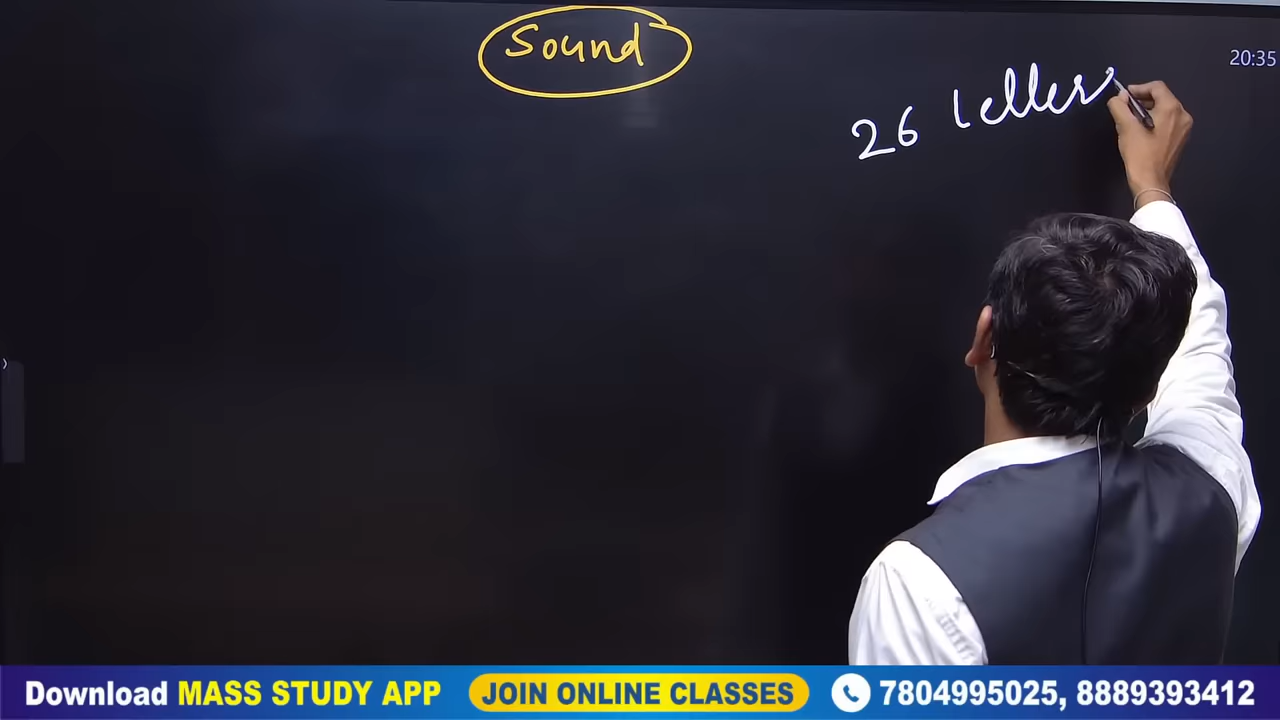 Sound
20:35
26 letters
Download MASS STUDY APP JOIN ONLINE CLASSES 7804995025, 8889393412